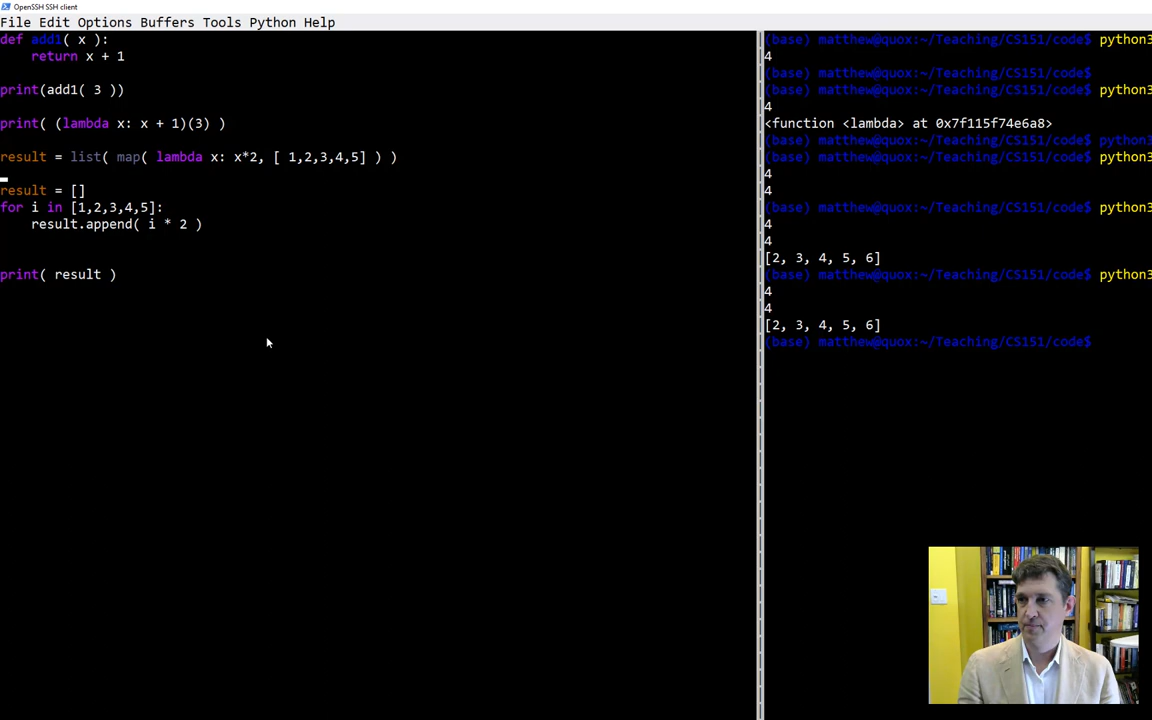 OpenSSH SSH client
File Edit Options Buffers Tools Python Help
def add1( x ):
    return x + 1
print(add1( 3 ))
print( (lambda x: x + 1)(3) )
result = list( map( lambda x: x*2, [ 1,2,3,4,5] ) )
result = []
for i in [1,2,3,4,5]:
    result.append( i * 2 )
print( result )
(base) matthew@quox:~/Teaching/CS151/code$ python3
4
(base) matthew@quox:~/Teaching/CS151/code$
(base) matthew@quox:~/Teaching/CS151/code$ python3
4
<function <lambda> at 0x7f115f74e6a8>
(base) matthew@quox:~/Teaching/CS151/code$ python3
(base) matthew@quox:~/Teaching/CS151/code$ python3
4
4
(base) matthew@quox:~/Teaching/CS151/code$ python3
4
4
[2, 3, 4, 5, 6]
(base) matthew@quox:~/Teaching/CS151/code$ python3
4
4
[2, 3, 4, 5, 6]
(base) matthew@quox:~/Teaching/CS151/code$